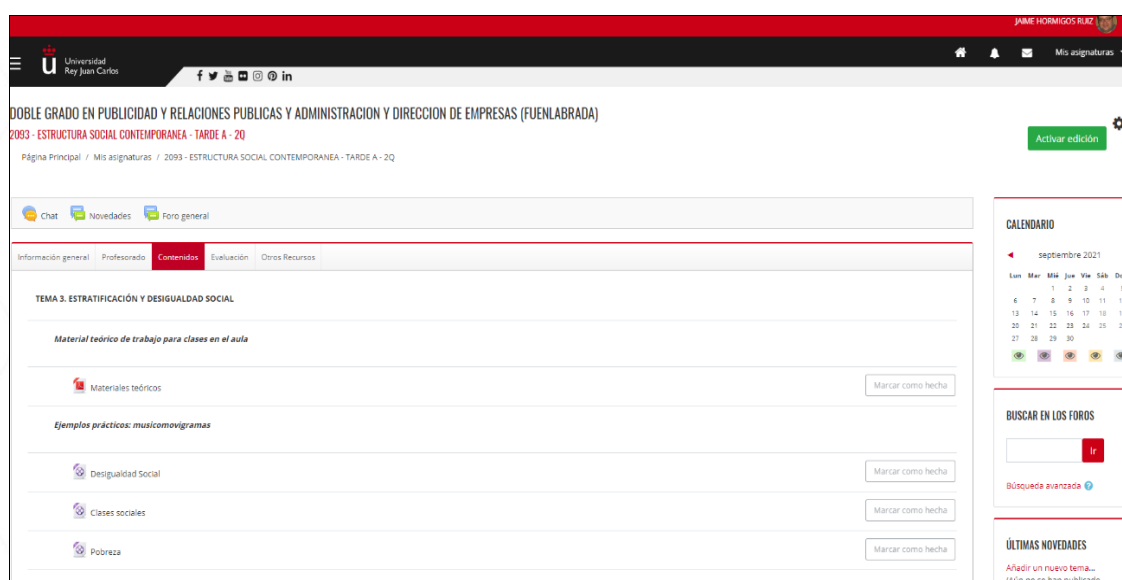 JAIME HORMIGOS RUIZ
Universidad
Rey Juan Carlos
Mis asignaturas
DOBLE GRADO EN PUBLICIDAD Y RELACIONES PUBLICAS Y ADMINISTRACION Y DIRECCION DE EMPRESAS (FUENLABRADA)
2093 - ESTRUCTURA SOCIAL CONTEMPORANEA - TARDE A - 2Q
Activar edición
Página Principal / Mis asignaturas / 2093 - ESTRUCTURA SOCIAL CONTEMPORANEA - TARDE A - 2Q
Chat Novedades Foro general
Información general Profesorado Contenidos Evaluación Otros Recursos
TEMA 3. ESTRATIFICACIÓN Y DESIGUALDAD SOCIAL
Material teórico de trabajo para clases en el aula
Materiales teóricos Marcar como hecha
Ejemplos prácticos: musicomovigramas
Desigualdad Social Marcar como hecha
Clases sociales Marcar como hecha
Pobreza Marcar como hecha
CALENDARIO
septiembre 2021
Lun Mar Mié Jue Vie Sáb
1 2 3 4
6 7 8 9 10 11
13 14 15 16 17 18
20 21 22 23 24 25
27 28 29 30
BUSCAR EN LOS FOROS
Ir
Búsqueda avanzada
ÚLTIMAS NOVEDADES
Añadir un nuevo tema...